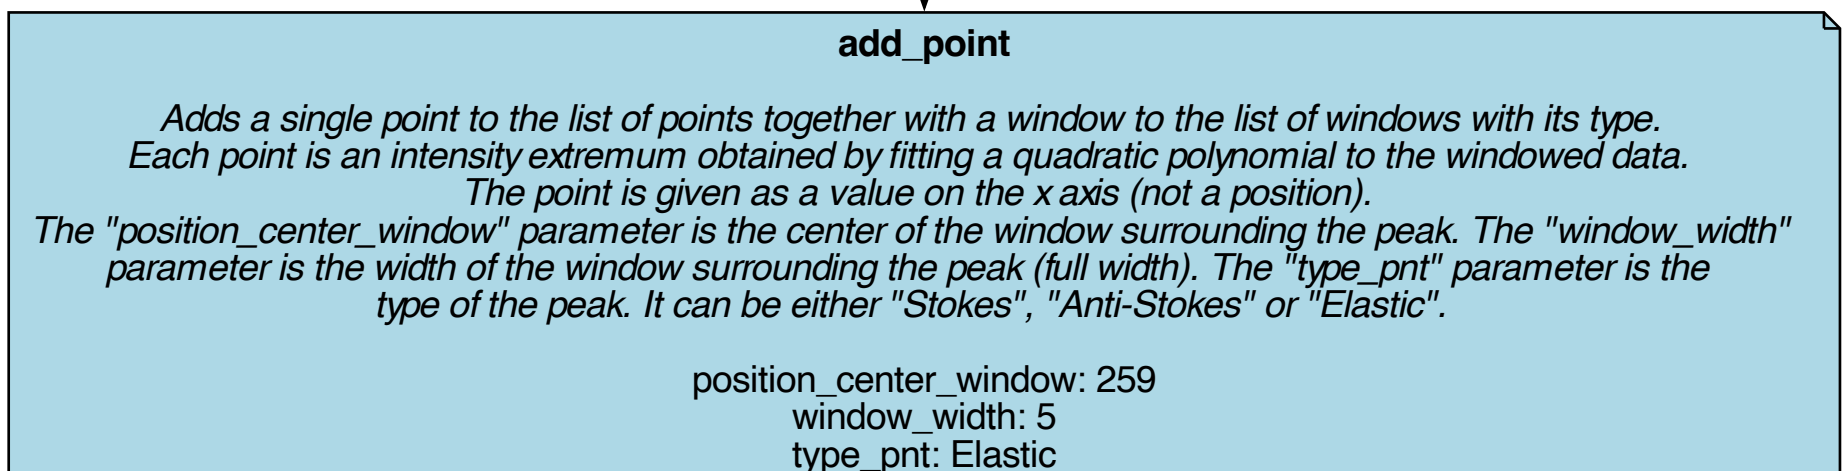 add_point
Adds a single point to the list of points together with a window to the list of windows with its type.
Each point is an intensity extremum obtained by fitting a quadratic polynomial to the windowed data.
The point is given as a value on the x axis (not a position).
The "position_center_window" parameter is the center of the window surrounding the peak. The "window_width"
parameter is the width of the window surrounding the peak (full width). The "type_pnt" parameter is the
type of the peak. It can be either "Stokes", "Anti-Stokes" or "Elastic".
position_center_window: 259
window_width: 5
type_pnt: Elastic